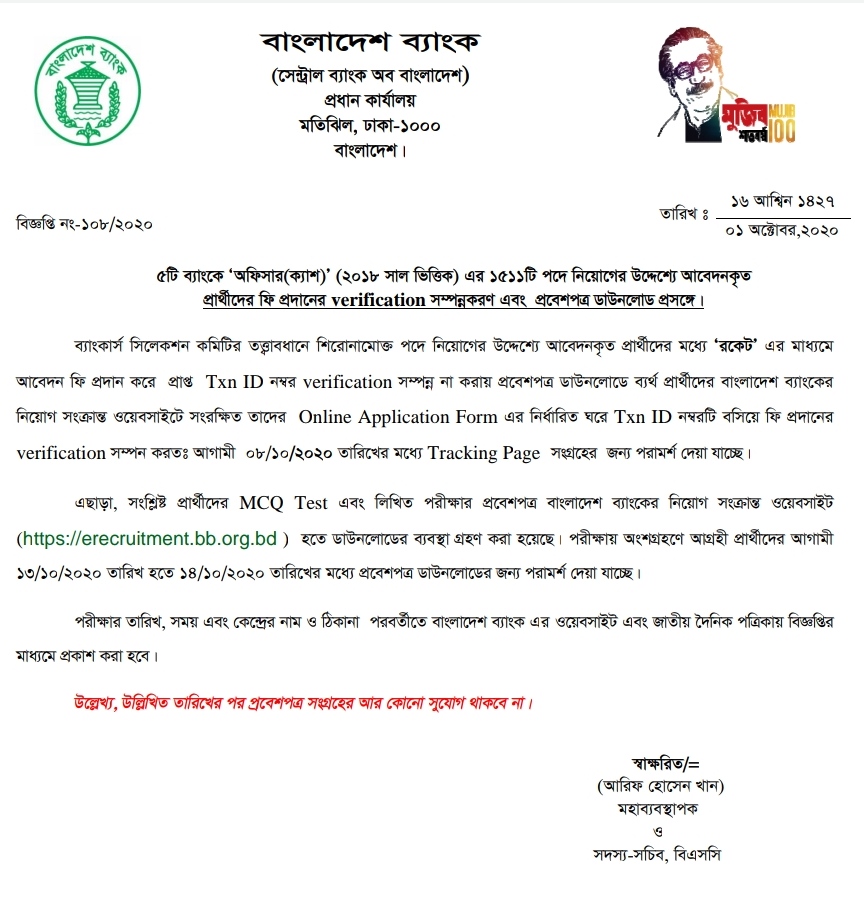 বাংলাদেশ ব্যাংক
বাংলাদেশ ব্যাংক
(সেন্ট্রাল ব্যাংক অব বাংলাদেশ)
প্রধান কার্যালয়
মতিঝিল, ঢাকা-১০০০
বাংলাদেশ।
মুজিব MUJIB
শতবর্ষ 100
বিজ্ঞপ্তি নং-১০৮/২০২০
তারিখ ঃ ১৬ আশ্বিন ১৪২৭
০১ অক্টোবর,২০২০
৫টি ব্যাংকে ‘অফিসার(ক্যাশ)’ (২০১৮ সাল ভিত্তিক) এর ১৫১১টি পদে নিয়োগের উদ্দেশ্যে আবেদনকৃত
প্রার্থীদের ফি প্রদানের verification সম্পন্নকরণ এবং প্রবেশপত্র ডাউনলোড প্রসঙ্গে।
ব্যাংকার্স সিলেকশন কমিটির তত্ত্বাবধানে শিরোনামোক্ত পদে নিয়োগের উদ্দেশ্যে আবেদনকৃত প্রার্থীদের মধ্যে ‘রকেট’ এর মাধ্যমে
আবেদন ফি প্রদান করে প্রাপ্ত Txn ID নম্বর verification সম্পন্ন না করায় প্রবেশপত্র ডাউনলোডে ব্যর্থ প্রার্থীদের বাংলাদেশ ব্যাংকের
নিয়োগ সংক্রান্ত ওয়েবসাইটে সংরক্ষিত তাদের Online Application Form এর নির্ধারিত ঘরে Txn ID নম্বরটি বসিয়ে ফি প্রদানের
verification সম্পন করতঃ আগামী ০৮/১০/২০২০ তারিখের মধ্যে Tracking Page সংগ্রহের জন্য পরামর্শ দেয়া যাচ্ছে।
এছাড়া, সংশ্লিষ্ট প্রার্থীদের MCQ Test এবং লিখিত পরীক্ষার প্রবেশপত্র বাংলাদেশ ব্যাংকের নিয়োগ সংক্রান্ত ওয়েবসাইট
(https://erecruitment.bb.org.bd ) হতে ডাউনলোডের ব্যবস্থা গ্রহণ করা হয়েছে। পরীক্ষায় অংশগ্রহণে আগ্রহী প্রার্থীদের আগামী
১৩/১০/২০২০ তারিখ হতে ১৪/১০/২০২০ তারিখের মধ্যে প্রবেশপত্র ডাউনলোডের জন্য পরামর্শ দেয়া যাচ্ছে।
পরীক্ষার তারিখ, সময় এবং কেন্দ্রের নাম ও ঠিকানা পরবর্তীতে বাংলাদেশ ব্যাংক এর ওয়েবসাইট এবং জাতীয় দৈনিক পত্রিকায় বিজ্ঞপ্তির
মাধ্যমে প্রকাশ করা হবে।
উল্লেখ্য, উল্লিখিত তারিখের পর প্রবেশপত্র সংগ্রহের আর কোনো সুযোগ থাকবে না।
স্বাক্ষরিত/=
(আরিফ হোসেন খান)
মহাব্যবস্থাপক
ও
সদস্য-সচিব, বিএসসি